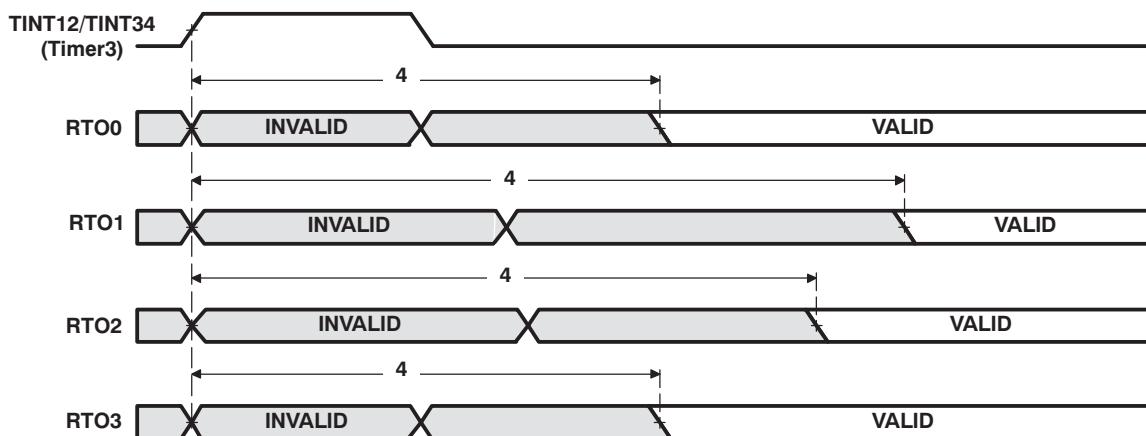 TINT12/TINT34
(Timer3)
4
RTO0 INVALID VALID
4
RTO1 INVALID VALID
4
RTO2 INVALID VALID
4
RTO3 INVALID VALID